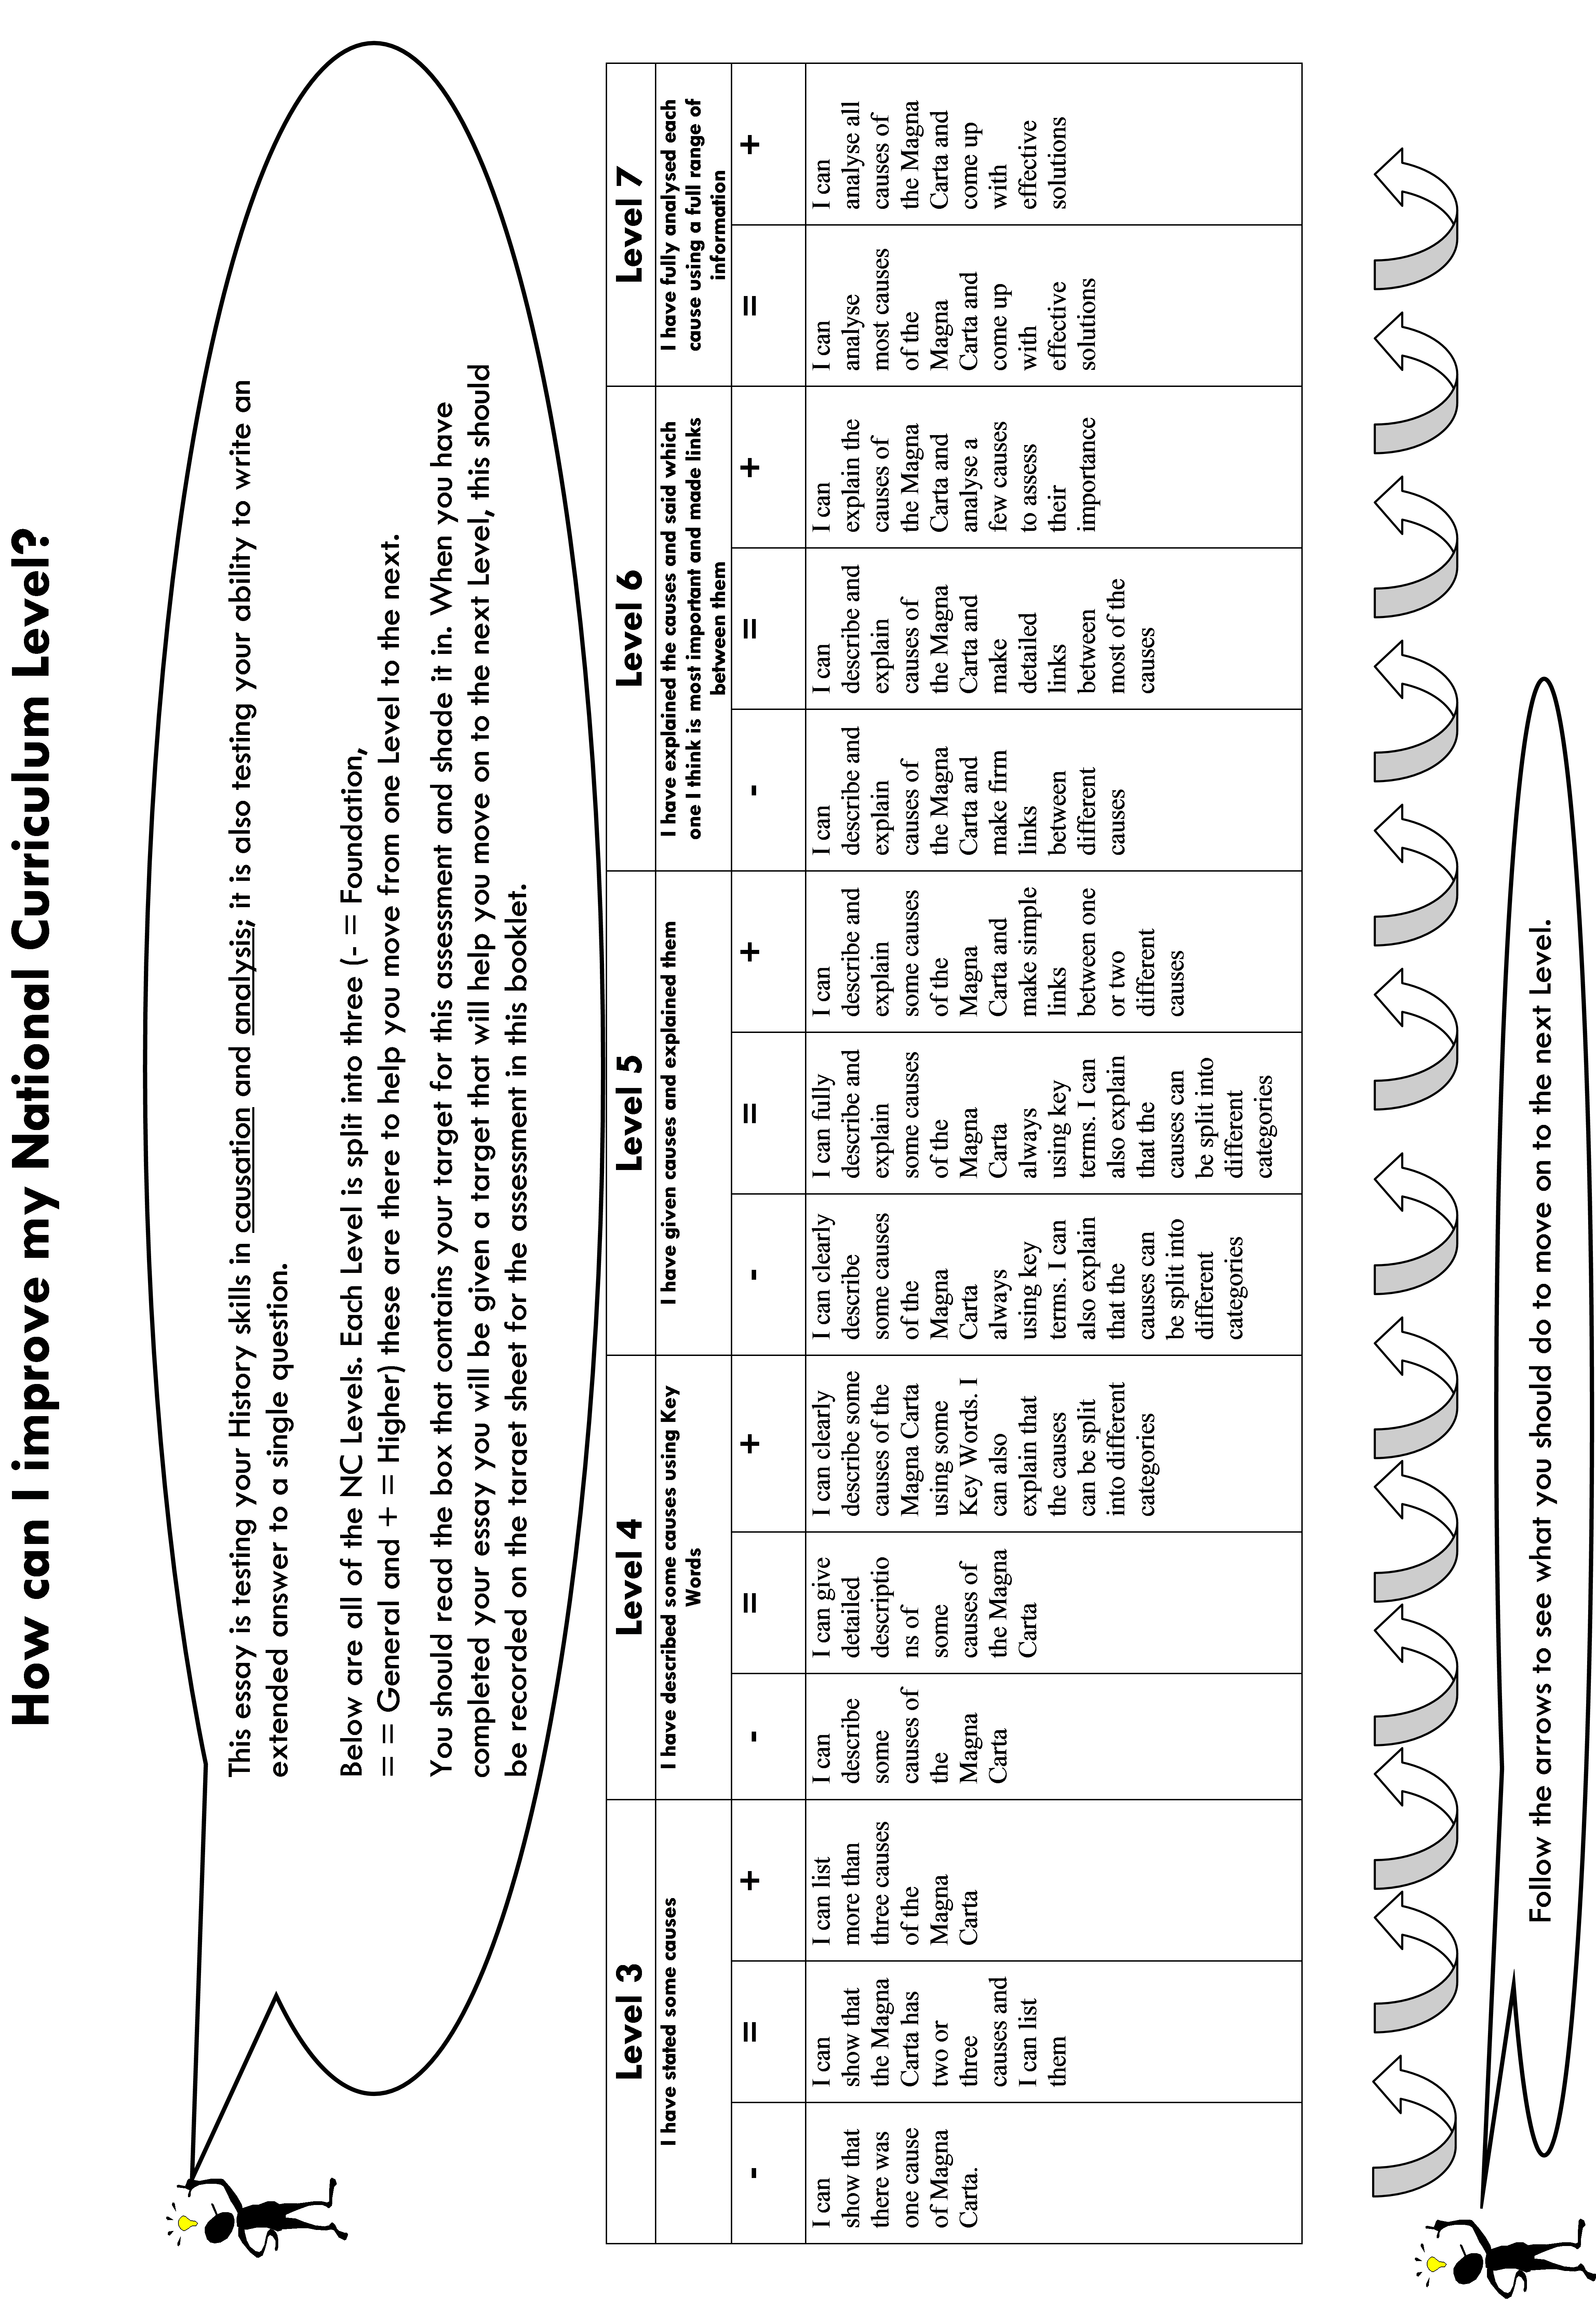 How can I improve my National Curriculum Level?
This essay is testing your History skills in causation and analysis; it is also testing your ability to write an
extended answer to a single question.
Below are all of the NC Levels. Each Level is split into three (- = Foundation,
= = General and + = Higher) these are there to help you move from one Level to the next.
You should read the box that contains your target for this assessment and shade it in. When you have
completed your essay you will be given a target that will help you move on to the next Level, this should
be recorded on the target sheet for the assessment in this booklet.
Level 3
I have stated some causes
-
I can
show that
there was
one cause
of Magna
Carta.
=
I can
show that
the Magna
Carta has
two or
three
causes and
I can list
them
+
I can list
more than
three causes
of the
Magna
Carta
Level 4
I have described some causes using Key
Words
-
I can
describe
some
causes of
the
Magna
Carta
=
I can give
detailed
descriptio
ns of
some
causes of
the Magna
Carta
+
I can clearly
describe some
causes of the
Magna Carta
using some
Key Words. I
can also
explain that
the causes
can be split
into different
categories
Level 5
I have given causes and explained them
-
I can clearly
describe
some causes
of the
Magna
Carta
always
using key
terms. I can
also explain
that the
causes can
be split into
different
categories
=
I can fully
describe and
explain
some causes
of the
Magna
Carta
always
using key
terms. I can
also explain
that the
causes can
be split into
different
categories
+
I can
describe and
explain
some causes
of the
Magna
Carta and
make simple
links
between one
or two
different
causes
Level 6
I have explained the causes and said which
one I think is most important and made links
between them
-
I can
describe and
explain
causes of
the Magna
Carta and
make firm
links
between
different
causes
=
I can
describe and
explain
causes of
the Magna
Carta and
make
detailed
links
between
most of the
causes
+
I can
explain the
causes of
the Magna
Carta and
analyse a
few causes
to assess
their
importance
Level 7
I have fully analysed each
cause using a full range of
information
=
I can
analyse
most causes
of the
Magna
Carta and
come up
with
effective
solutions
+
I can
analyse all
causes of
the Magna
Carta and
come up
with
effective
solutions
Follow the arrows to see what you should do to move on to the next Level.